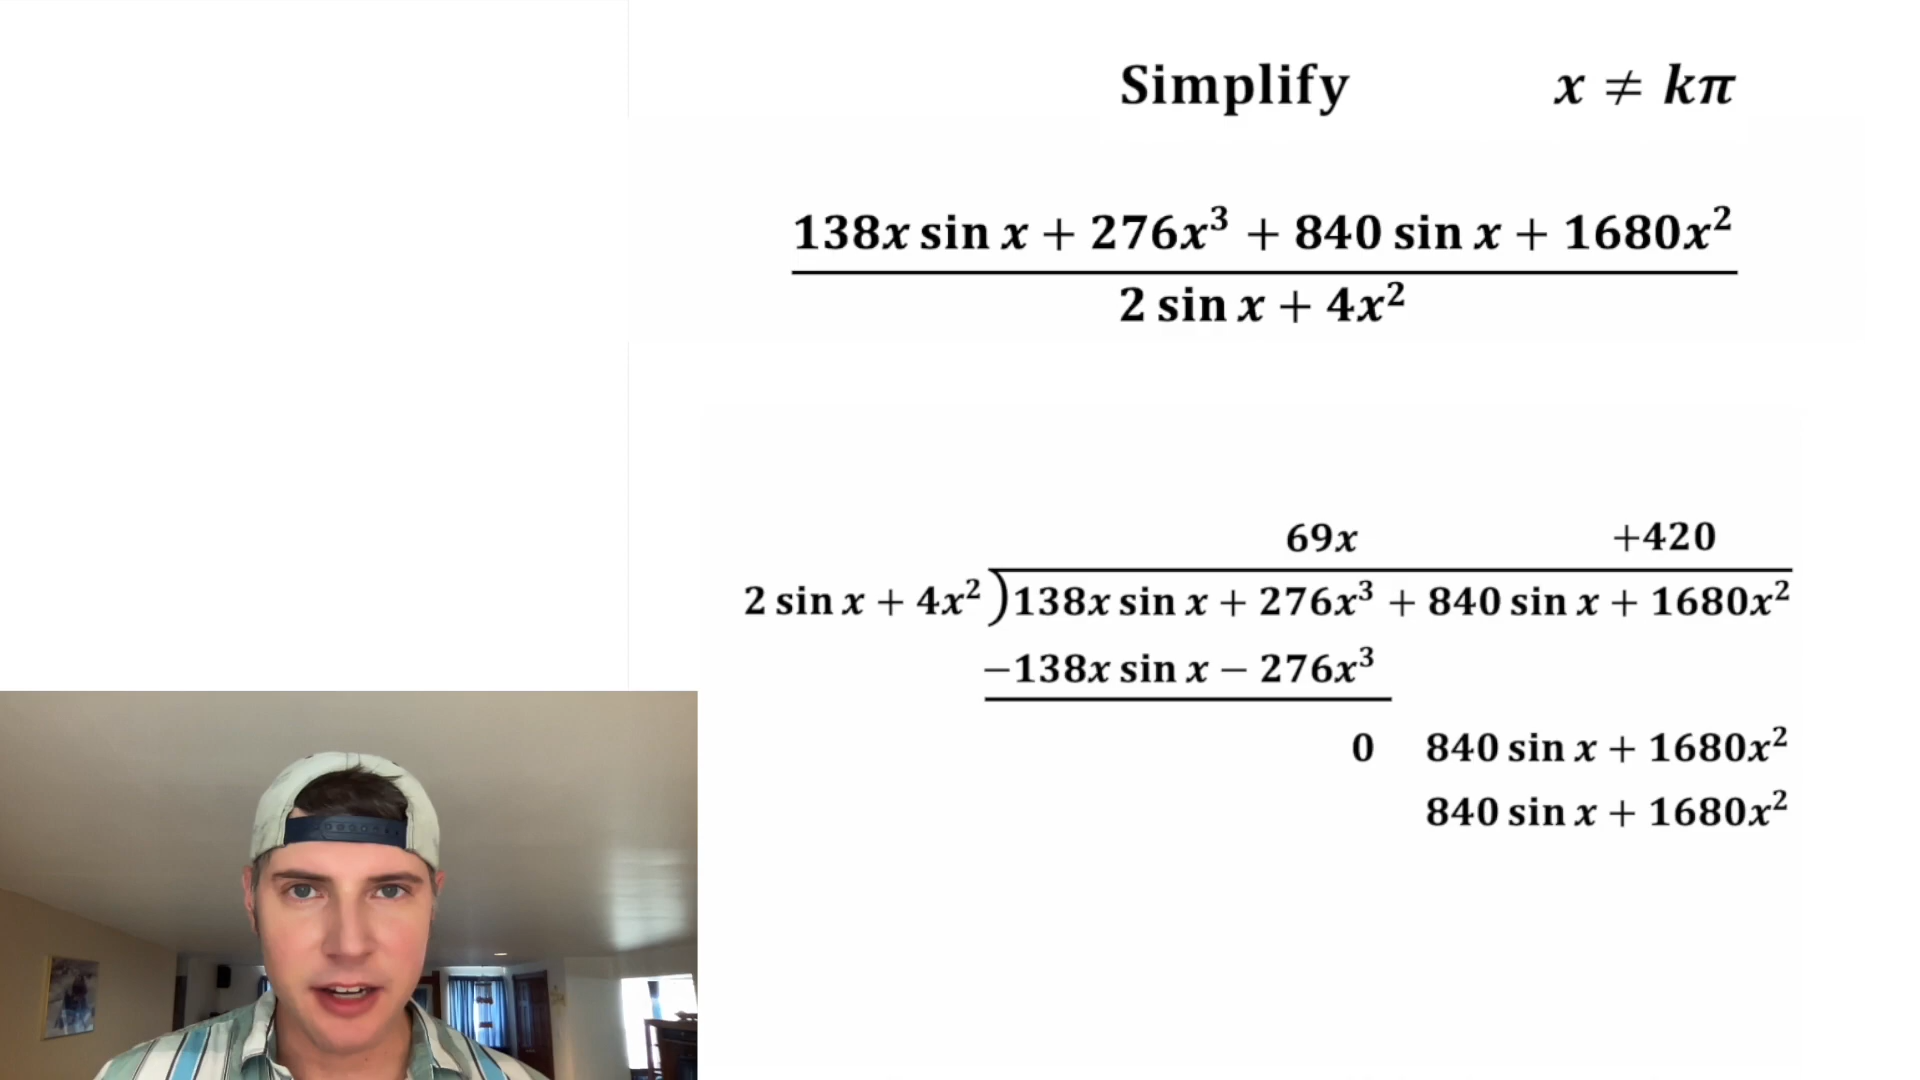 Simplify x ≠ kπ
138x sin x + 276x³ + 840 sin x + 1680x²
2 sin x + 4x²
69x +420
2 sin x + 4x² )138x sin x + 276x³ + 840 sin x + 1680x²
−138x sin x − 276x³
0 840 sin x + 1680x²
840 sin x + 1680x²